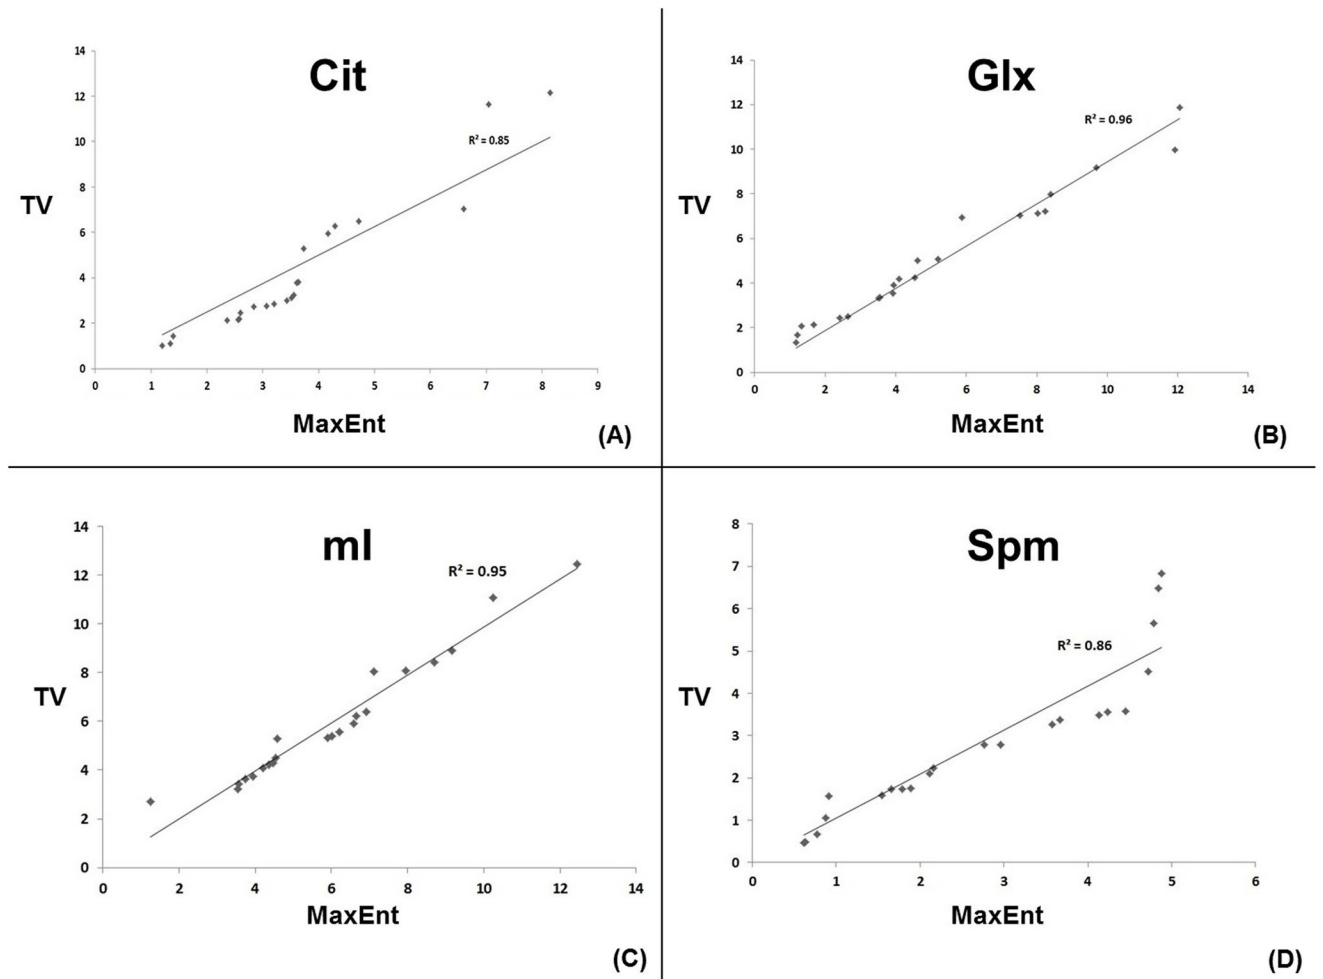 Cit
14
12
10
8
6
4
2
0
R² = 0.85
TV
0 1 2 3 4 5 6 7 8 9
MaxEnt
(A)
Glx
14
12
10
8
6
4
2
0
R² = 0.96
TV
0 2 4 6 8 10 12 14
MaxEnt
(B)
mI
14
12
10
8
6
4
2
0
R² = 0.95
TV
0 2 4 6 8 10 12 14
MaxEnt
(C)
Spm
8
7
6
5
4
3
2
1
0
R² = 0.86
TV
0 1 2 3 4 5 6
MaxEnt
(D)